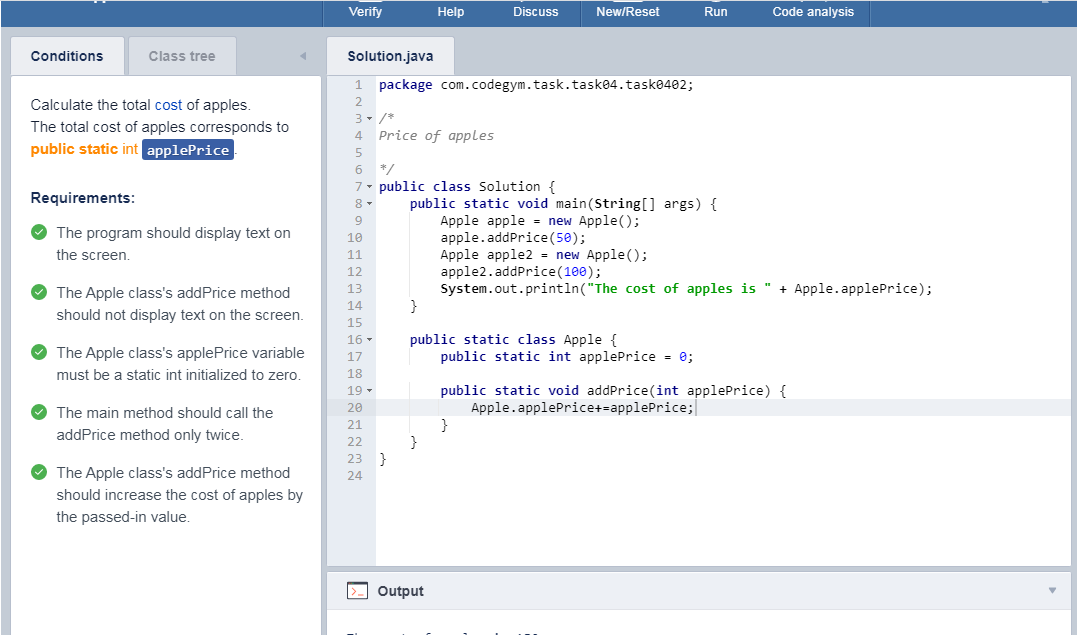 Verify Help Discuss New/Reset Run Code analysis
Conditions Class tree
Calculate the total cost of apples.
The total cost of apples corresponds to
public static int applePrice.
Requirements:
The program should display text on
the screen.
The Apple class's addPrice method
should not display text on the screen.
The Apple class's applePrice variable
must be a static int initialized to zero.
The main method should call the
addPrice method only twice.
The Apple class's addPrice method
should increase the cost of apples by
the passed-in value.
Solution.java
1 package com.codegym.task.task04.task0402;
2
3 /*
4 Price of apples
5
6 */
7 public class Solution {
8 public static void main(String[] args) {
9 Apple apple = new Apple();
10 apple.addPrice(50);
11 Apple apple2 = new Apple();
12 apple2.addPrice(100);
13 System.out.println("The cost of apples is " + Apple.applePrice);
14 }
15
16 public static class Apple {
17 public static int applePrice = 0;
18
19 public static void addPrice(int applePrice) {
20 Apple.applePrice+=applePrice;
21 }
22 }
23 }
24
Output